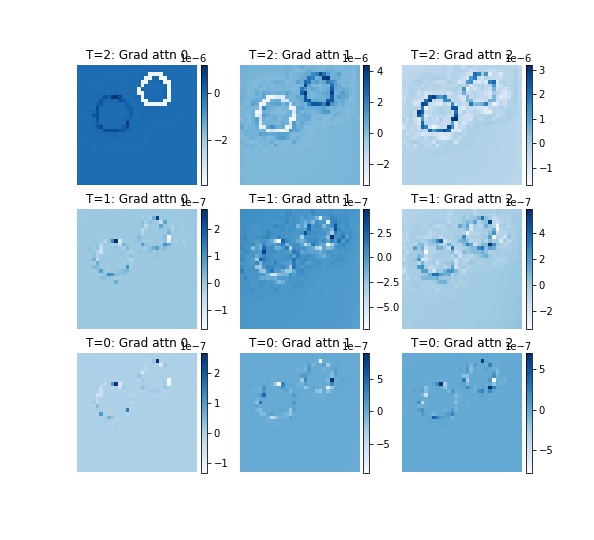 T=2: Grad attn 0
1e−6
T=2: Grad attn 1
1e−6
T=2: Grad attn 2
1e−6
0
−2
4
2
0
−2
3
2
1
0
−1
T=1: Grad attn 0
1e−7
T=1: Grad attn 1
1e−7
T=1: Grad attn 2
1e−7
2
1
0
−1
2.5
0.0
−2.5
−5.0
4
2
0
−2
T=0: Grad attn 0
1e−7
T=0: Grad attn 1
1e−7
T=0: Grad attn 2
1e−7
2
1
0
−1
5
0
−5
5
0
−5